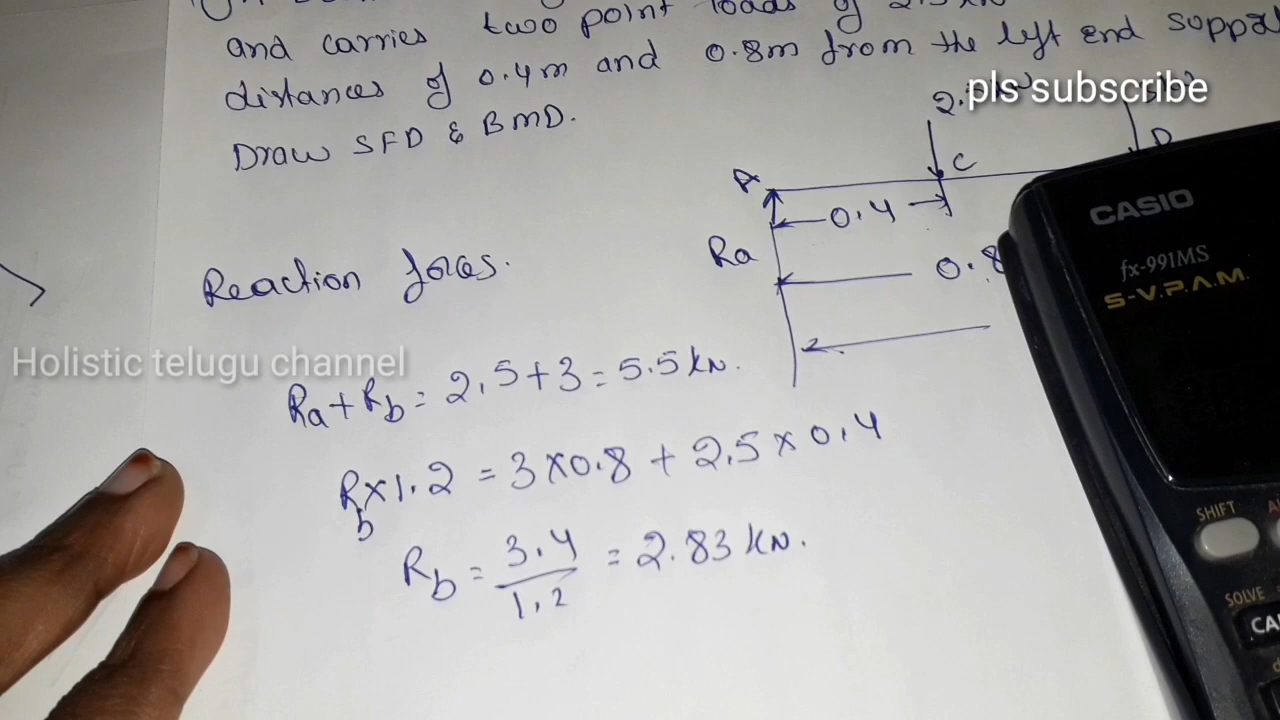 two point loads of
and carries
distances of 0.4m and 0.8m from the left end support
Draw SFD & BMD.
pls subscribe
A
C
D
0.4
Ra
0.8
CASIO
fx-991MS
S-V.P.A.M.
Reaction forces.
Holistic telugu channel
Ra+Rb = 2.5+3 = 5.5 kN.
Rb×1.2 = 3×0.8 + 2.5×0.4
Rb = 3.4/1.2 = 2.83 kN.
SHIFT
SOLVE